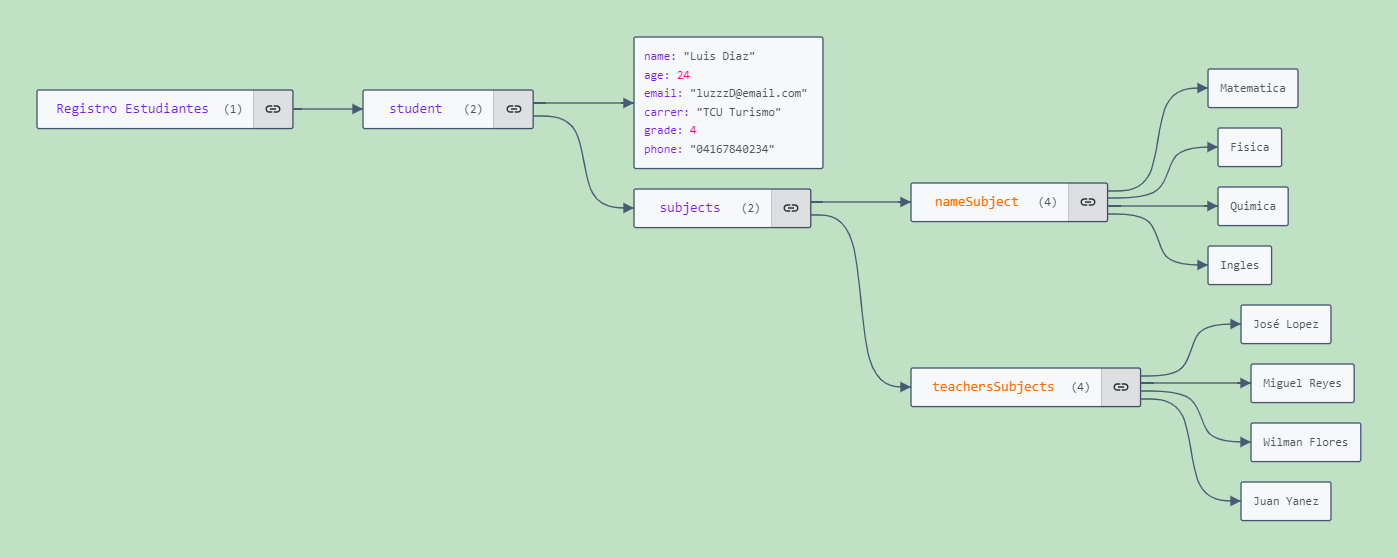 Registro Estudiantes (1)
student (2)
name: "Luis Diaz"
age: 24
email: "luzzzD@email.com"
carrer: "TCU Turismo"
grade: 4
phone: "04167840234"
subjects (2)
nameSubject (4)
Matematica
Fisica
Quimica
Ingles
teachersSubjects (4)
José Lopez
Miguel Reyes
Wilman Flores
Juan Yanez